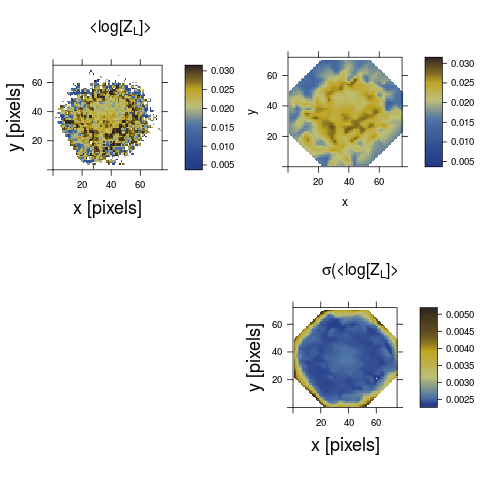 <log[Z_L]>
60
40
20
20 40 60
x [pixels]
y [pixels]
0.030
0.025
0.020
0.015
0.010
0.005
60
40
20
20 40 60
x
y
0.030
0.025
0.020
0.015
0.010
0.005
σ(<log[Z_L]>
60
40
20
20 40 60
x [pixels]
y [pixels]
0.0050
0.0045
0.0040
0.0035
0.0030
0.0025